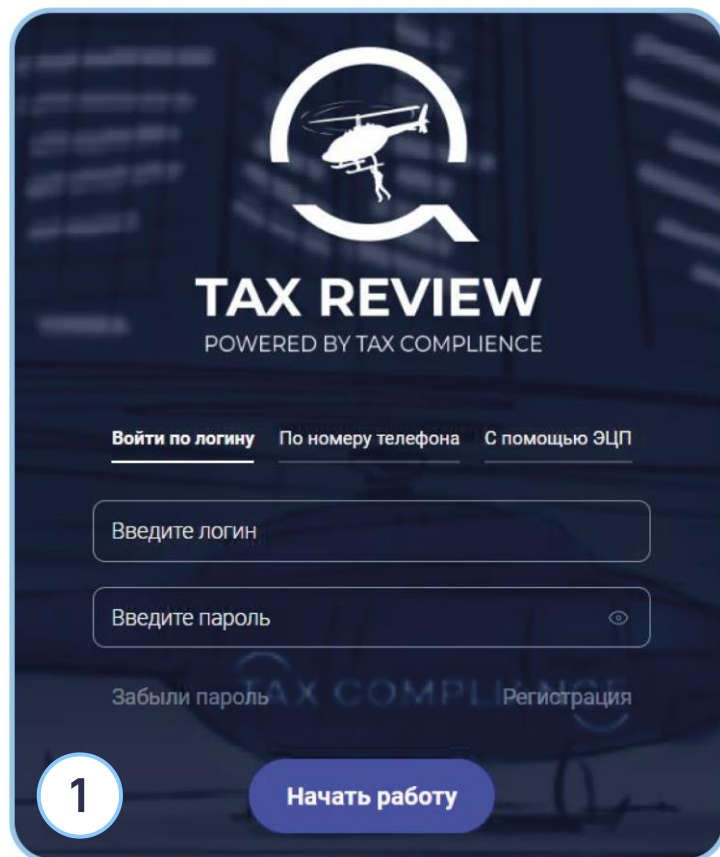 TAX REVIEW
POWERED BY TAX COMPLIENCE
Войти по логину По номеру телефона С помощью ЭЦП
Введите логин
Введите пароль
TAX COMPLIANCE
Забыли пароль Регистрация
1 Начать работу